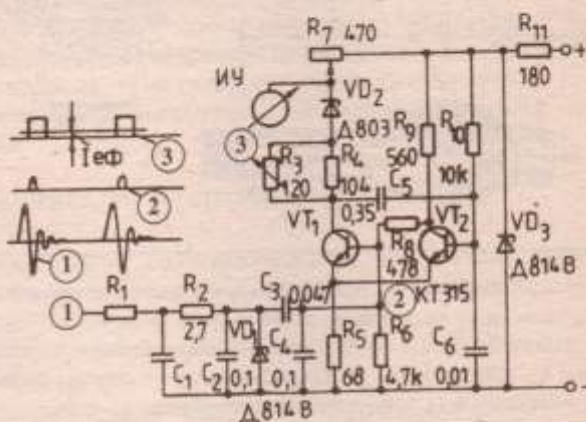 R7 470
R11
180
+
ИУ
VD2
Д803
3
R3
120
R4
104
R9
560
R10
10k
C5
0,35
Iеф
3
2
1
VT1
VT2
R8
478
КТ315
VD3
Д814В
1
R1
R2
2,7
C3
0,047
2
VD1
C1
C2
0,1
C4
0,1
R5
68
R6
4,7k
C6
0,01
-
Д814В